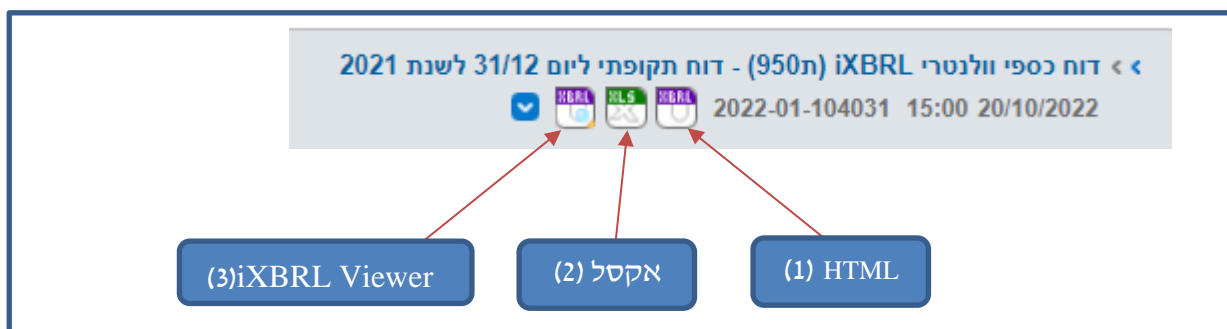 ‹‹ דוח כספי וולנטרי iXBRL (ת950) - דוח תקופתי ליום 31/12 לשנת 2021
20/10/2022 15:00 2022-01-104031
XBRL XLS XBRL
HTML (1)
אקסל (2)
iXBRL Viewer(3)